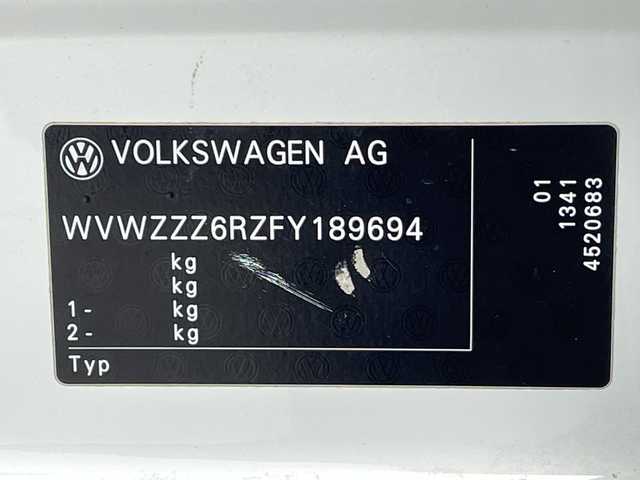 VOLKSWAGEN AG
WVWZZZ6RZFY189694
kg
kg
1- kg
2- kg
Typ
01
1341
4520683